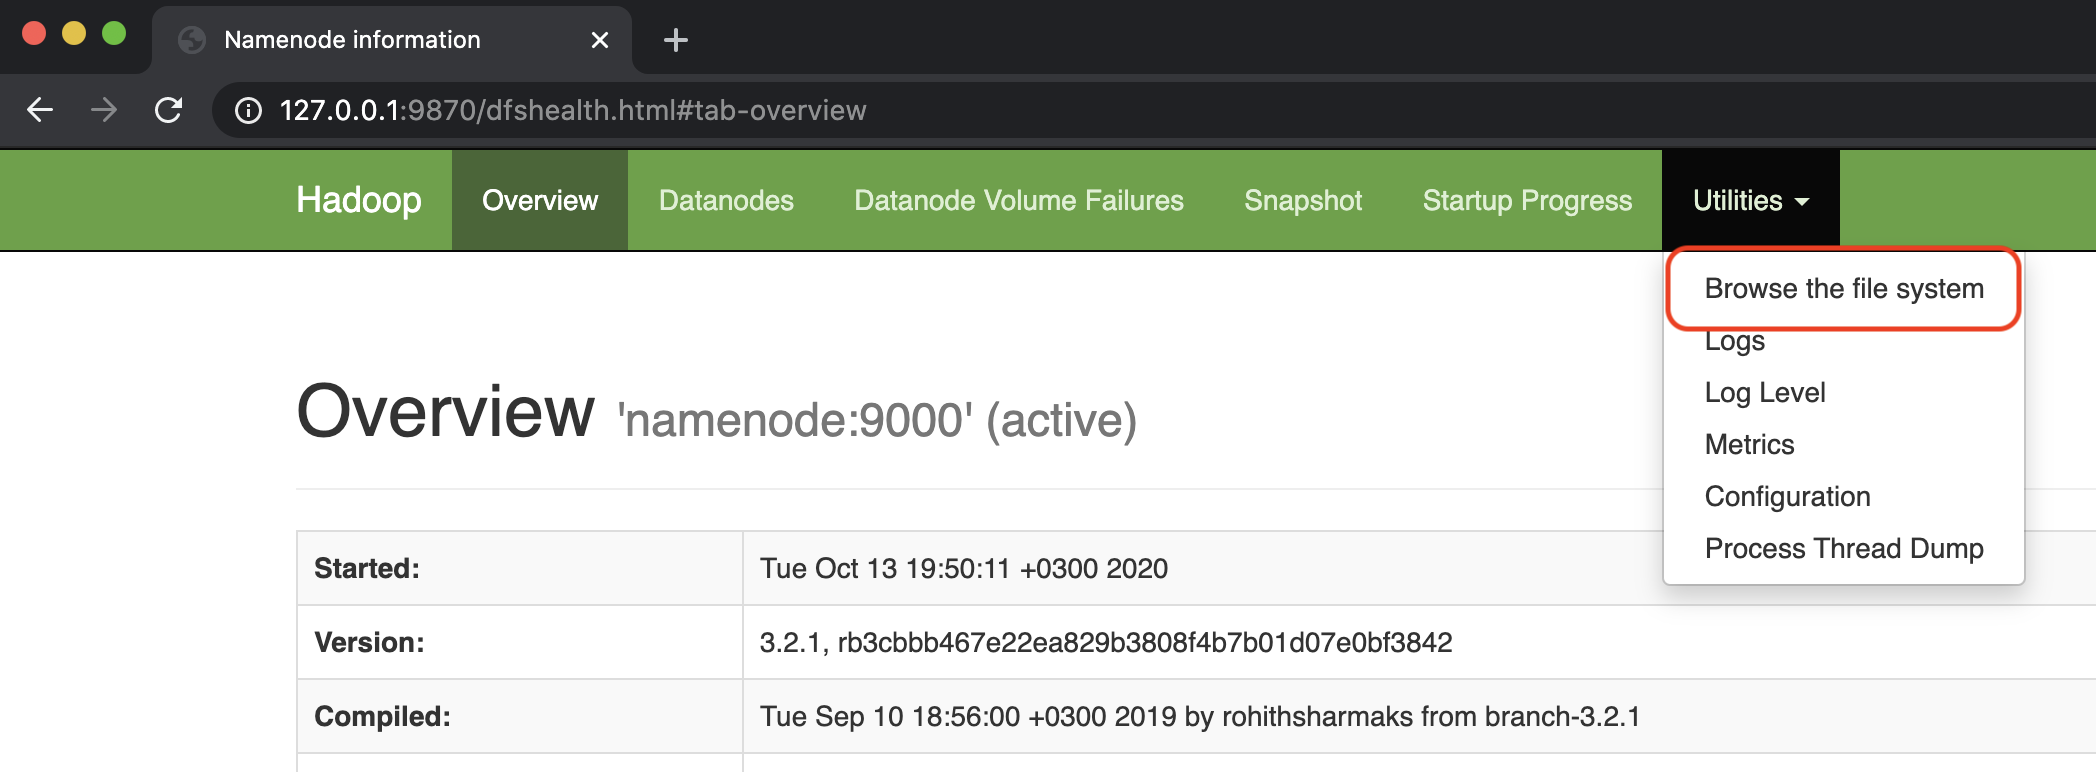 Namenode information
127.0.0.1:9870/dfshealth.html#tab-overview
Hadoop Overview Datanodes Datanode Volume Failures Snapshot Startup Progress Utilities
Browse the file system
Logs
Log Level
Metrics
Configuration
Process Thread Dump
Overview 'namenode:9000' (active)
Started: Tue Oct 13 19:50:11 +0300 2020
Version: 3.2.1, rb3cbbb467e22ea829b3808f4b7b01d07e0bf3842
Compiled: Tue Sep 10 18:56:00 +0300 2019 by rohithsharmaks from branch-3.2.1